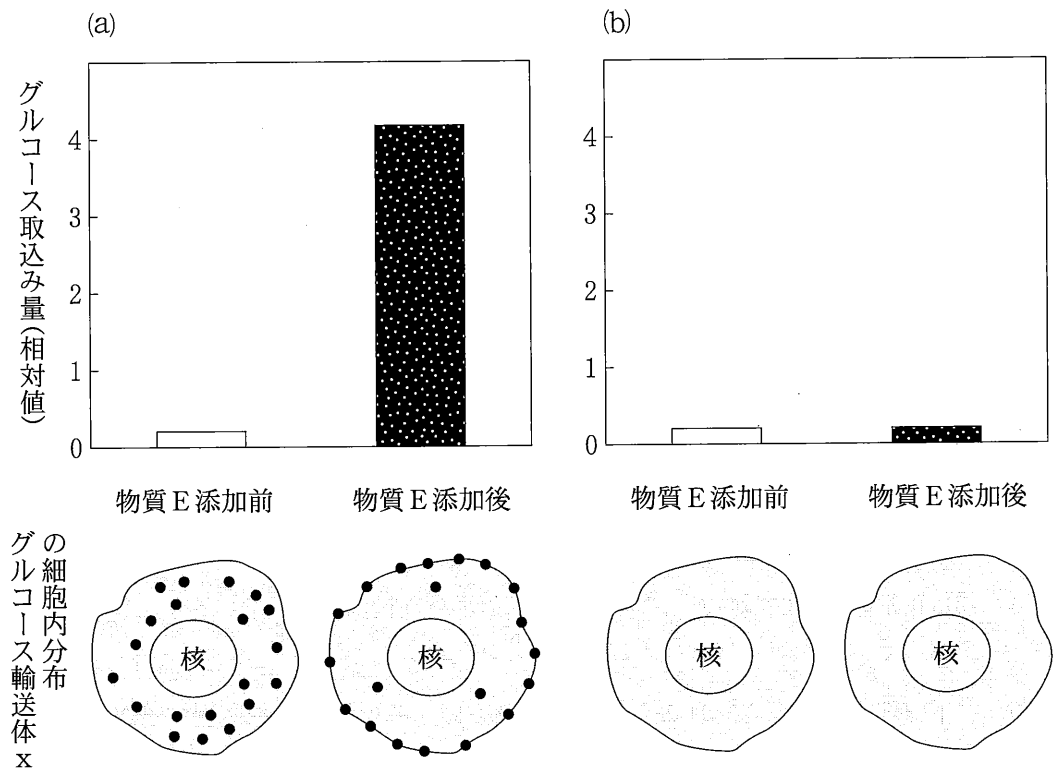 (a)
(b)
グルコース取込み量(相対値)
4
3
2
1
0
4
3
2
1
0
物質E添加前
物質E添加後
物質E添加前
物質E添加後
グルコース輸送体x
の細胞内分布
核
核
核
核